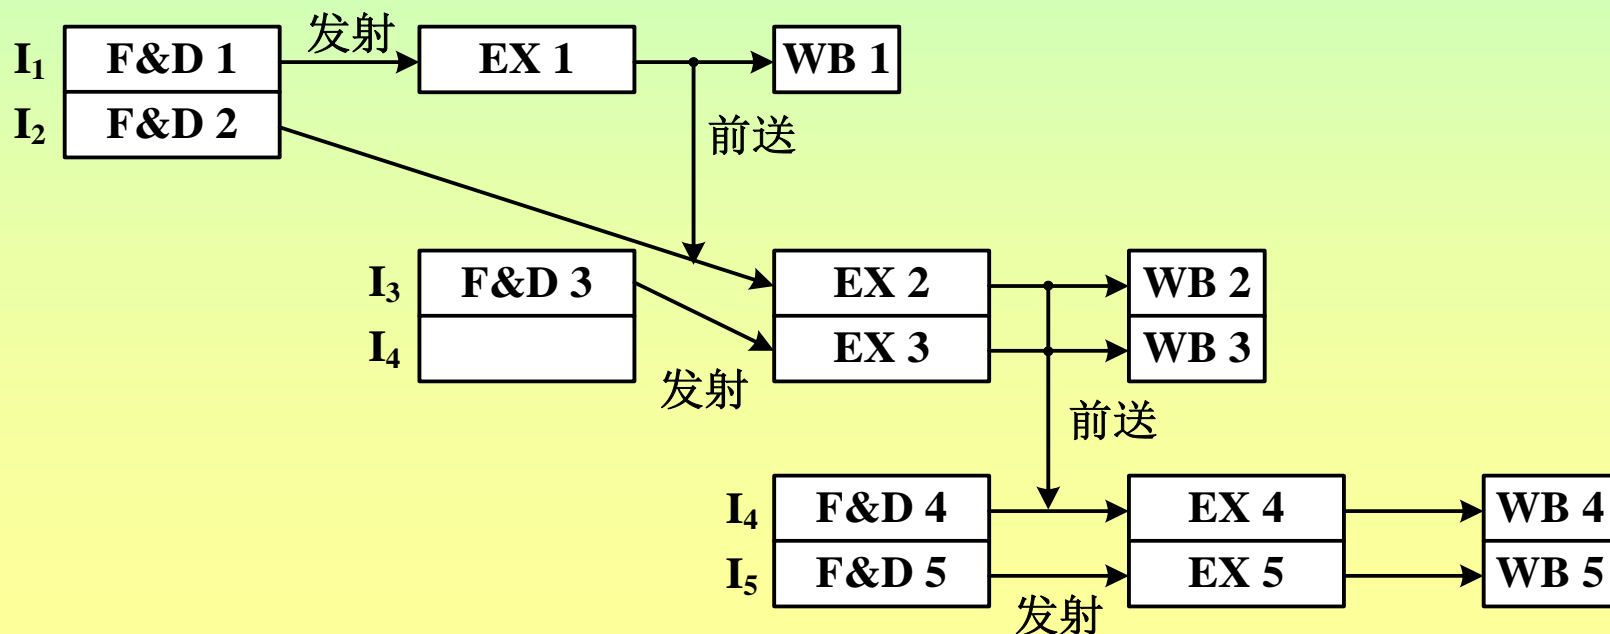 I₁ F&D 1 发射 EX 1 WB 1
I₂ F&D 2
前送
I₃ F&D 3 EX 2 WB 2
I₄ EX 3 WB 3
发射
前送
I₄ F&D 4 EX 4 WB 4
I₅ F&D 5 EX 5 WB 5
发射